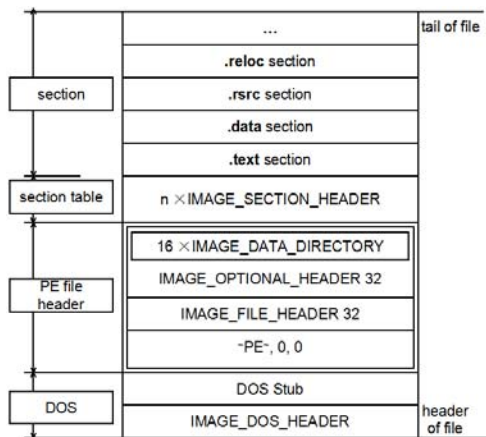 ...
tail of file
.reloc section
section
.rsrc section
.data section
.text section
section table
n ×IMAGE_SECTION_HEADER
16 ×IMAGE_DATA_DIRECTORY
PE file
header
IMAGE_OPTIONAL_HEADER 32
IMAGE_FILE_HEADER 32
"PE", 0, 0
DOS
DOS Stub
IMAGE_DOS_HEADER
header
of file